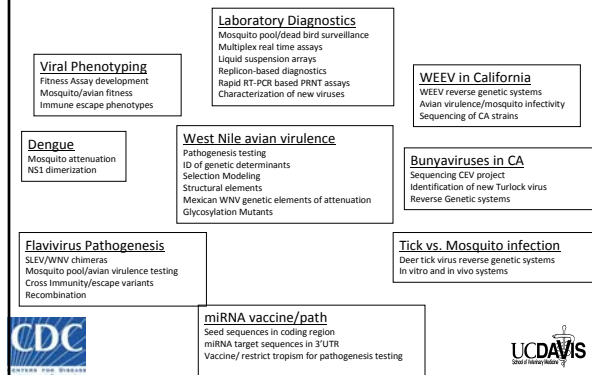 Laboratory Diagnostics
Mosquito pool/dead bird surveillance
Multiplex real time assays
Liquid suspension arrays
Replicon-based diagnostics
Rapid RT-PCR based PRNT assays
Characterization of new viruses
Viral Phenotyping
Fitness Assay development
Mosquito/avian fitness
Immune escape phenotypes
WEEV in California
WEEV reverse genetic systems
Avian virulence/mosquito infectivity
Sequencing of CA strains
Dengue
Mosquito attenuation
NS1 dimerization
West Nile avian virulence
Pathogenesis testing
ID of genetic determinants
Selection Modeling
Structural elements
Mexican WNV genetic elements of attenuation
Glycosylation Mutants
Bunyaviruses in CA
Sequencing CEV project
Identification of new Turlock virus
Reverse Genetic systems
Flavivirus Pathogenesis
SLEV/WNV chimeras
Mosquito pool/avian virulence testing
Cross Immunity/escape variants
Recombination
Tick vs. Mosquito infection
Deer tick virus reverse genetic systems
In vitro and in vivo systems
miRNA vaccine/path
Seed sequences in coding region
miRNA target sequences in 3'UTR
Vaccine/ restrict tropism for pathogenesis testing
CDC
CENTERS FOR DISEASE
UCDAVIS
School of Veterinary Medicine